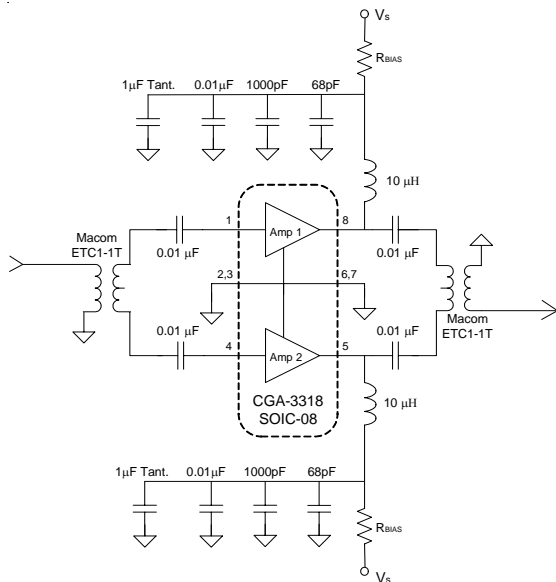 Vs
RBIAS
1µF Tant. 0.01µF 1000pF 68pF
10 µH
Macom
ETC1-1T
0.01 µF
1
Amp 1
8
0.01 µF
2,3
6,7
0.01 µF
4
Amp 2
5
0.01 µF
Macom
ETC1-1T
CGA-3318
SOIC-08
10 µH
1µF Tant. 0.01µF 1000pF 68pF
RBIAS
Vs